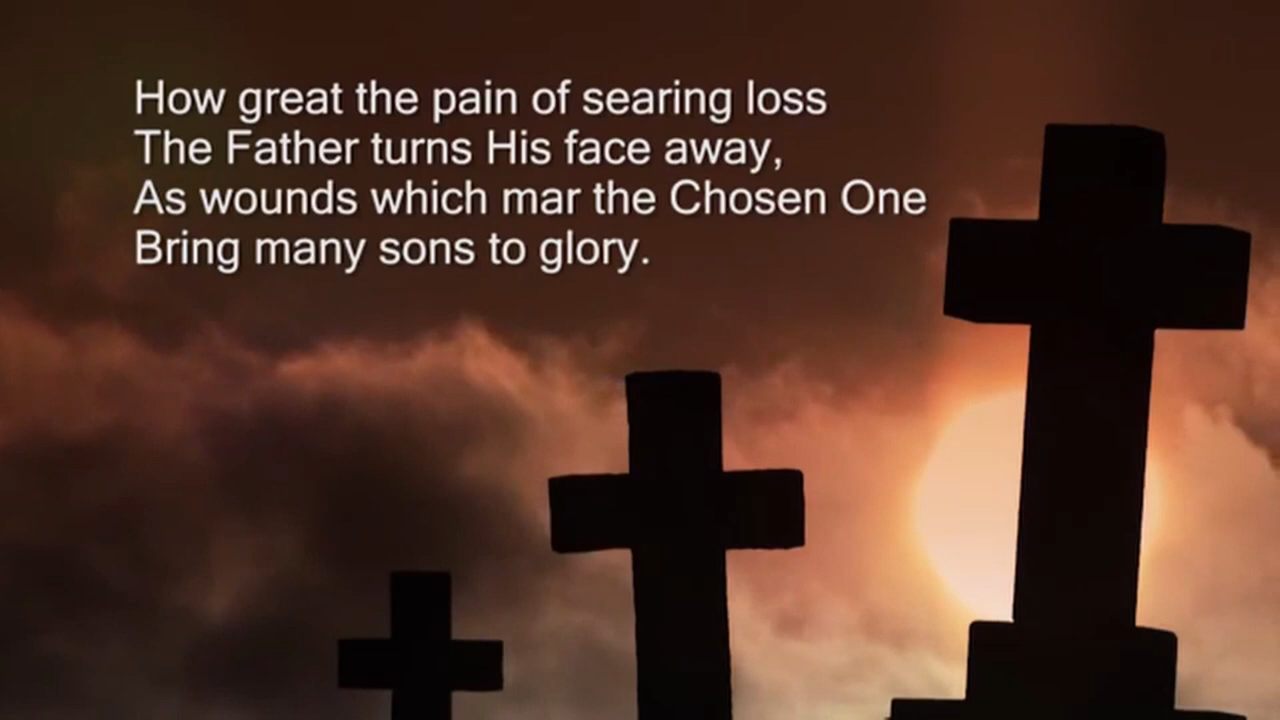 How great the pain of searing loss
The Father turns His face away,
As wounds which mar the Chosen One
Bring many sons to glory.